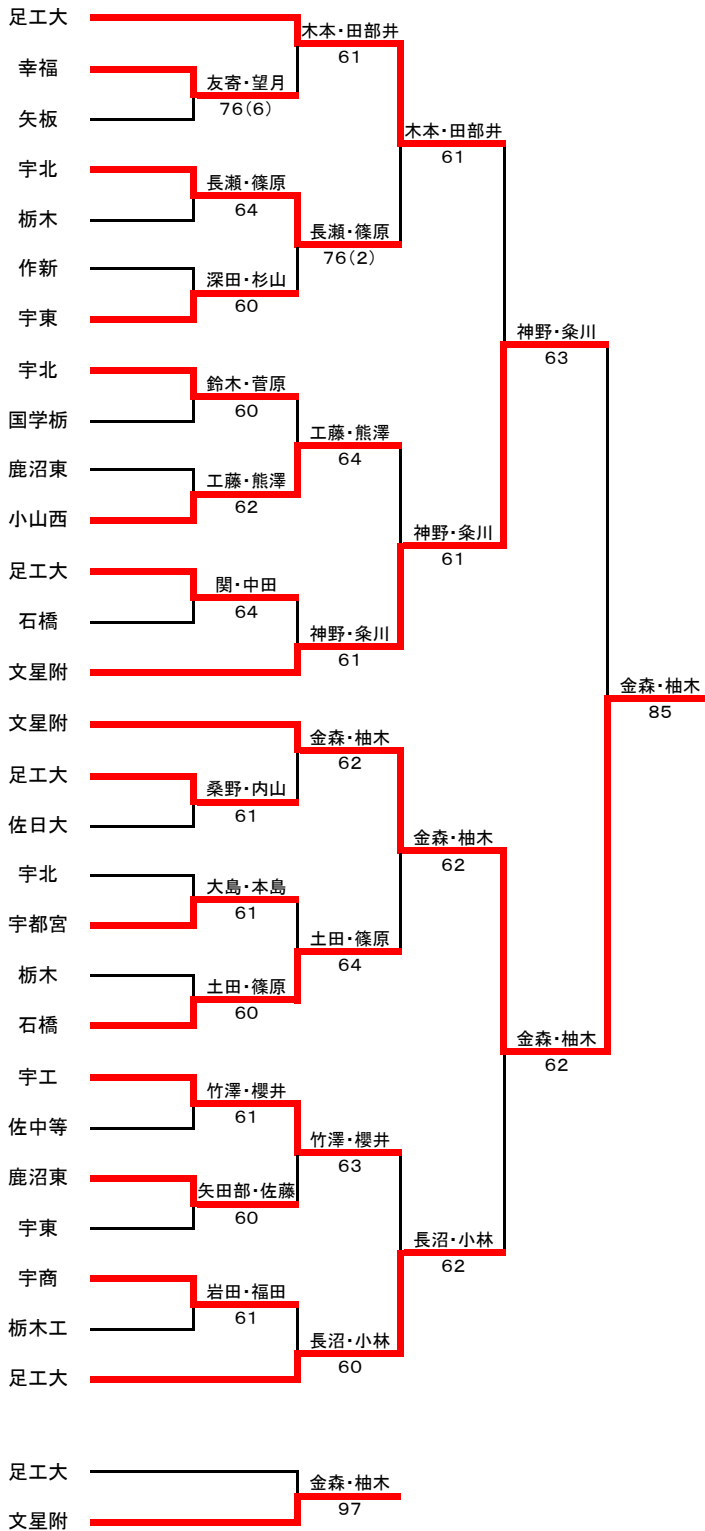 足工大
木本・田部井
61
幸福
友寄・望月
76(6)
矢板
木本・田部井
61
宇北
長瀬・篠原
64
栃木
長瀬・篠原
76(2)
作新
深田・杉山
60
宇東
神野・粂川
63
宇北
鈴木・菅原
60
国学栃
工藤・熊澤
64
鹿沼東
工藤・熊澤
62
小山西
神野・粂川
61
足工大
関・中田
64
石橋
神野・粂川
61
文星附
金森・柚木
85
文星附
金森・柚木
62
足工大
桑野・内山
61
佐日大
金森・柚木
62
宇北
大島・本島
61
宇都宮
土田・篠原
64
栃木
土田・篠原
60
石橋
金森・柚木
62
宇工
竹澤・櫻井
61
佐中等
竹澤・櫻井
63
鹿沼東
矢田部・佐藤
60
宇東
長沼・小林
62
宇商
岩田・福田
61
栃木工
長沼・小林
60
足工大
足工大
金森・柚木
97
文星附